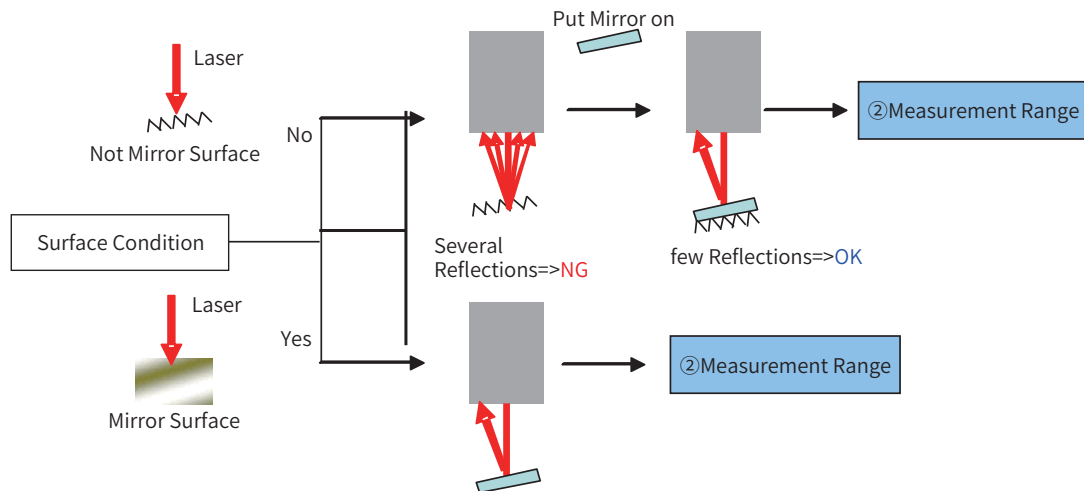 Put Mirror on
Laser
Not Mirror Surface
No
②Measurement Range
Several
Reflections=>NG
few Reflections=>OK
Surface Condition
Laser
Mirror Surface
Yes
②Measurement Range